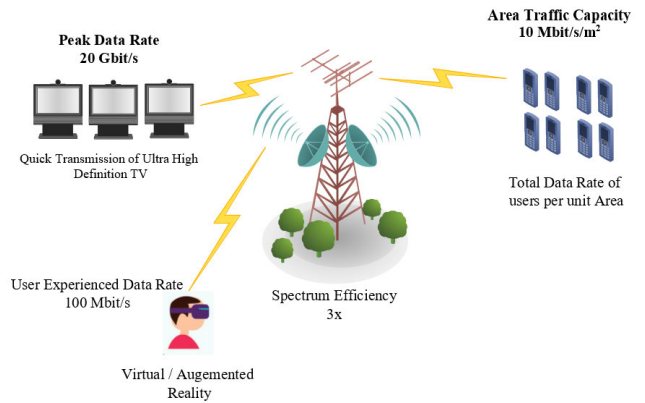 Peak Data Rate
20 Gbit/s
Quick Transmission of Ultra High
Definition TV
Area Traffic Capacity
10 Mbit/s/m²
Total Data Rate of
users per unit Area
User Experienced Data Rate
100 Mbit/s
Virtual / Augmented
Reality
Spectrum Efficiency
3x